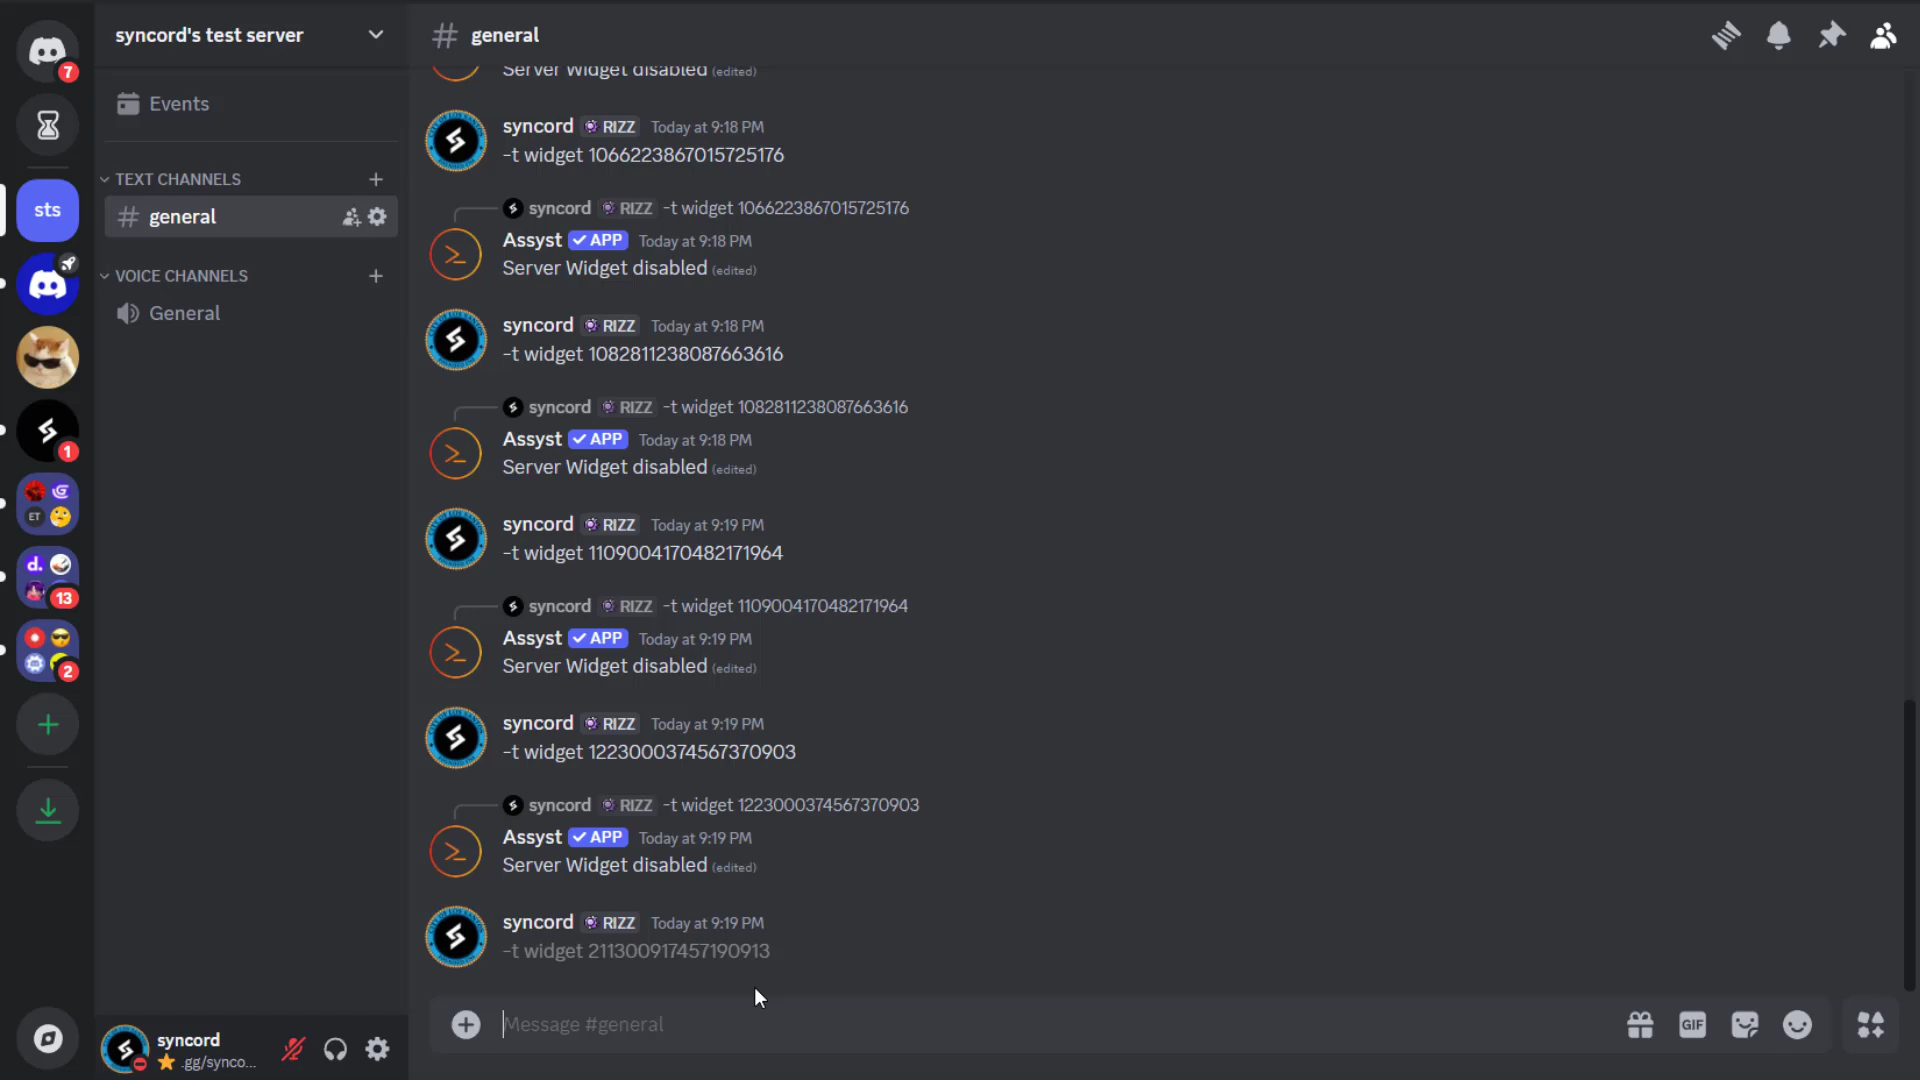 syncord's test server
# general
7
Events
TEXT CHANNELS
general
VOICE CHANNELS
General
sts
1
ET
d.
13
2
Server Widget disabled (edited)
syncord RIZZ Today at 9:18 PM
-t widget 1066223867015725176
syncord RIZZ -t widget 1066223867015725176
Assyst ✓ APP Today at 9:18 PM
Server Widget disabled (edited)
syncord RIZZ Today at 9:18 PM
-t widget 1082811238087663616
syncord RIZZ -t widget 1082811238087663616
Assyst ✓ APP Today at 9:18 PM
Server Widget disabled (edited)
syncord RIZZ Today at 9:19 PM
-t widget 1109004170482171964
syncord RIZZ -t widget 1109004170482171964
Assyst ✓ APP Today at 9:19 PM
Server Widget disabled (edited)
syncord RIZZ Today at 9:19 PM
-t widget 1223000374567370903
syncord RIZZ -t widget 1223000374567370903
Assyst ✓ APP Today at 9:19 PM
Server Widget disabled (edited)
syncord RIZZ Today at 9:19 PM
-t widget 211300917457190913
Message #general
GIF
syncord
.gg/synco...